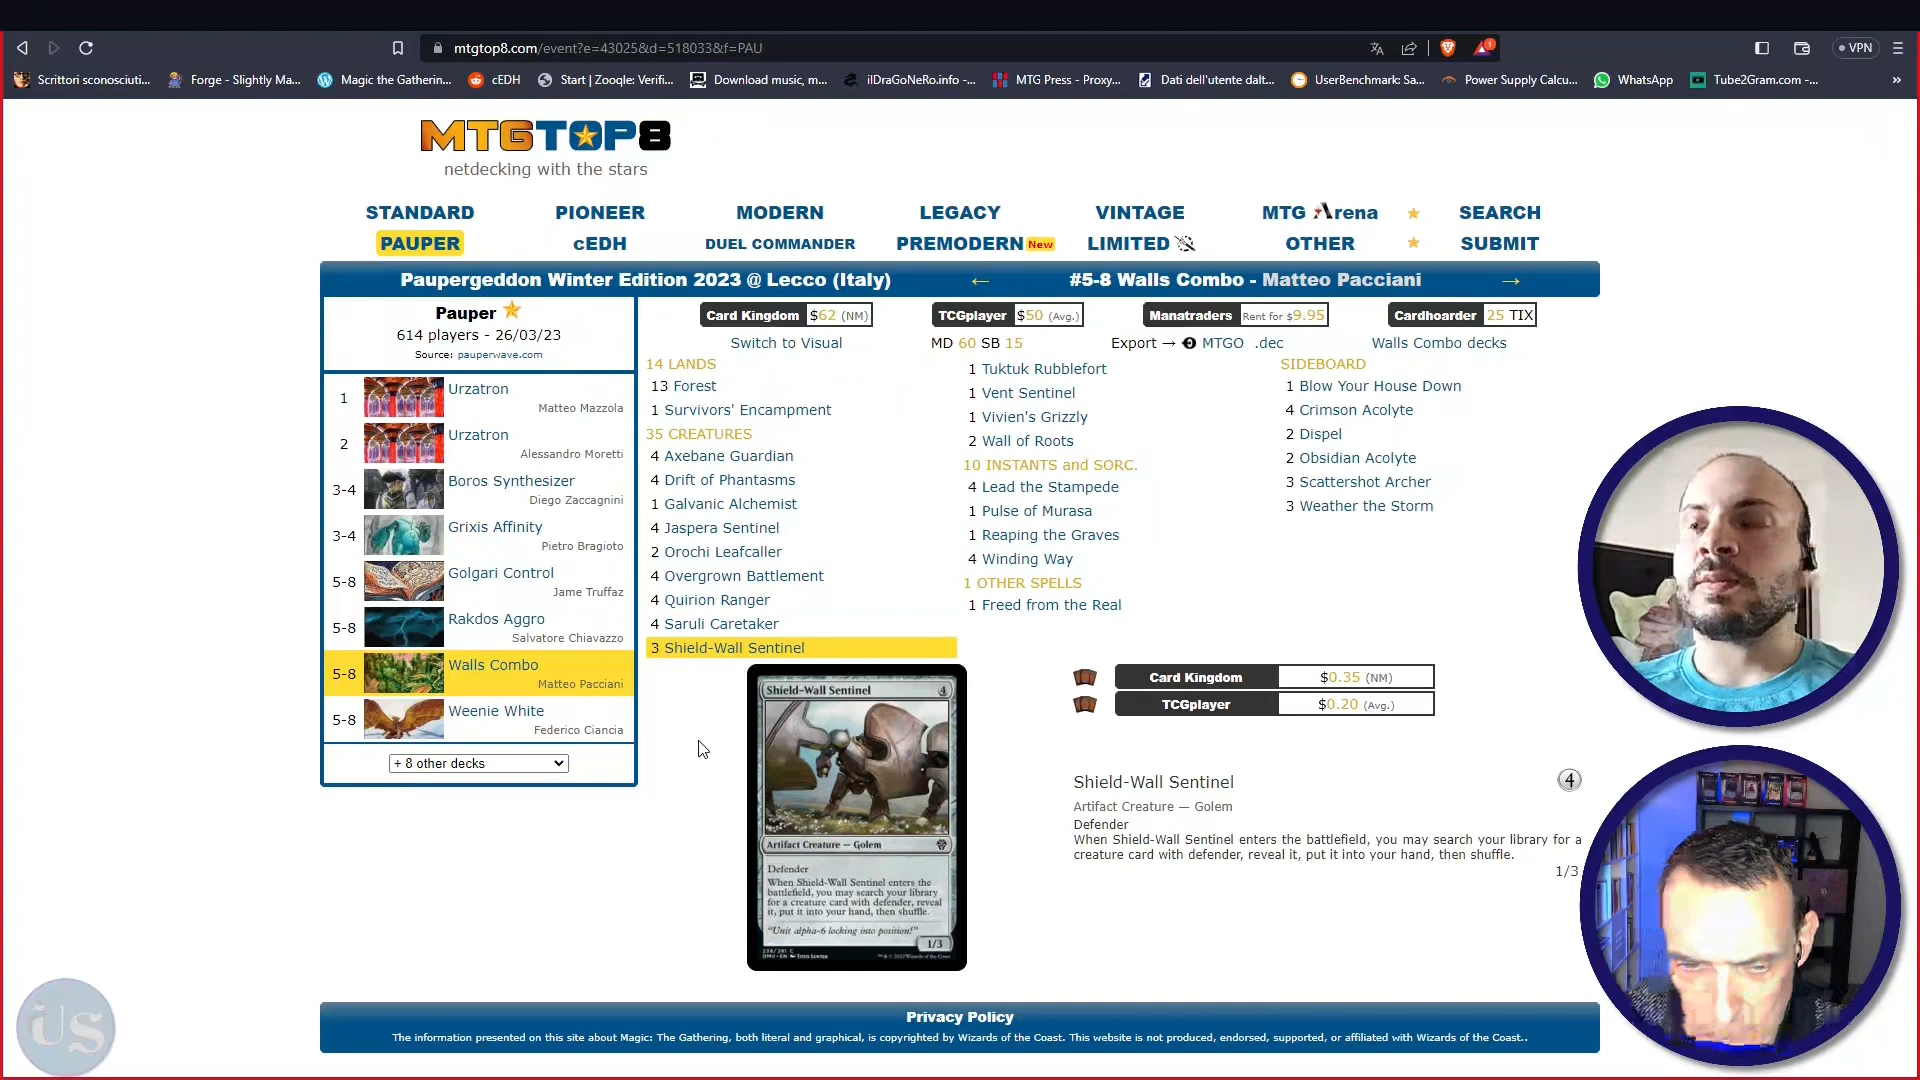 mtgtop8.com/event?e=43025&d=518033&f=PAU
VPN
Scrittori sconosciuti...
Forge - Slightly Ma...
Magic the Gatherin...
cEDH
Start | Zooqle: Verifi...
Download music, m...
ilDraGoNeRo.info -...
MTG Press - Proxy...
Dati dell'utente dalt...
UserBenchmark: Sa...
Power Supply Calcu...
WhatsApp
Tube2Gram.com -...
MTGTOP8
netdecking with the stars
STANDARD
PIONEER
MODERN
LEGACY
VINTAGE
MTG Arena
SEARCH
PAUPER
cEDH
DUEL COMMANDER
PREMODERN New
LIMITED
OTHER
SUBMIT
Paupergeddon Winter Edition 2023 @ Lecco (Italy)
#5-8 Walls Combo - Matteo Pacciani
Pauper
614 players - 26/03/23
Source: pauperwave.com
1 Urzatron
Matteo Mazzola
2 Urzatron
Alessandro Moretti
3-4 Boros Synthesizer
Diego Zaccagnini
3-4 Grixis Affinity
Pietro Bragioto
5-8 Golgari Control
Jame Truffaz
5-8 Rakdos Aggro
Salvatore Chiavazzo
5-8 Walls Combo
Matteo Pacciani
5-8 Weenie White
Federico Ciancia
+ 8 other decks
Card Kingdom $62 (NM)
TCGplayer $50 (Avg.)
Manatraders Rent for $9.95
Cardhoarder 25 TIX
Switch to Visual
MD 60 SB 15
Export → MTGO .dec
Walls Combo decks
14 LANDS
13 Forest
1 Survivors' Encampment
35 CREATURES
4 Axebane Guardian
4 Drift of Phantasms
1 Galvanic Alchemist
4 Jaspera Sentinel
2 Orochi Leafcaller
4 Overgrown Battlement
4 Quirion Ranger
4 Saruli Caretaker
3 Shield-Wall Sentinel
1 Tuktuk Rubblefort
1 Vent Sentinel
1 Vivien's Grizzly
2 Wall of Roots
10 INSTANTS and SORC.
4 Lead the Stampede
1 Pulse of Murasa
1 Reaping the Graves
4 Winding Way
1 OTHER SPELLS
1 Freed from the Real
SIDEBOARD
1 Blow Your House Down
4 Crimson Acolyte
2 Dispel
2 Obsidian Acolyte
3 Scattershot Archer
3 Weather the Storm
Shield-Wall Sentinel 4
Artifact Creature — Golem
Defender
When Shield-Wall Sentinel enters the
battlefield, you may search your library
for a creature card with defender, reveal
it, put it into your hand, then shuffle.
"Unit alpha-6 locking into position!"
1/3
Card Kingdom $0.35 (NM)
TCGplayer $0.20 (Avg.)
Shield-Wall Sentinel 4
Artifact Creature — Golem
Defender
When Shield-Wall Sentinel enters the battlefield, you may search your library for a
creature card with defender, reveal it, put it into your hand, then shuffle.
1/3
us
Privacy Policy
The information presented on this site about Magic: The Gathering, both literal and graphical, is copyrighted by Wizards of the Coast. This website is not produced, endorsed, supported, or affiliated with Wizards of the Coast..